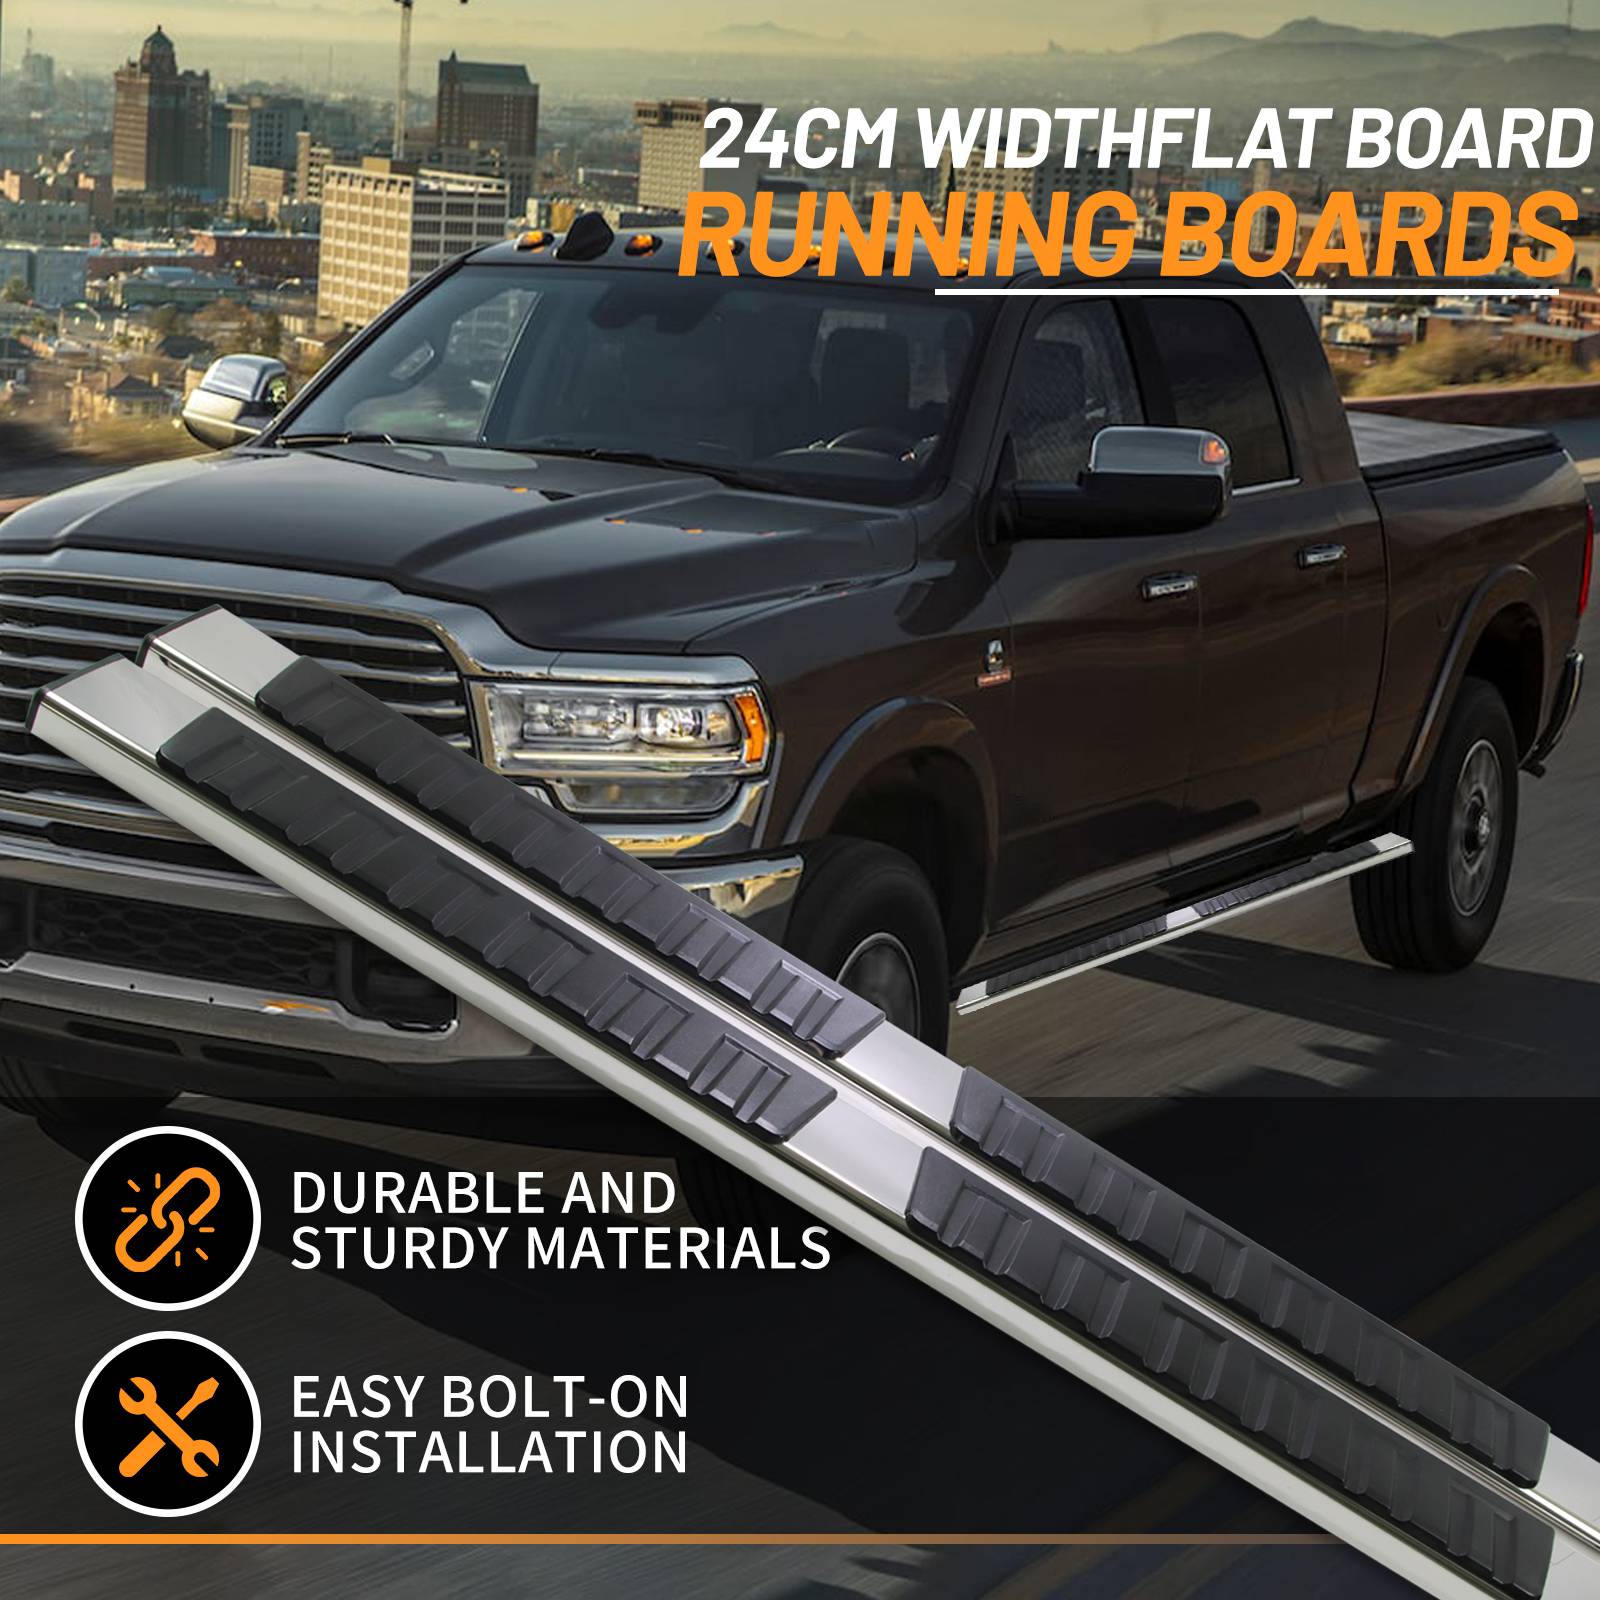 24CM WIDTHFLAT BOARD
RUNNING BOARDS
DURABLE AND
STURDY MATERIALS
EASY BOLT-ON
INSTALLATION